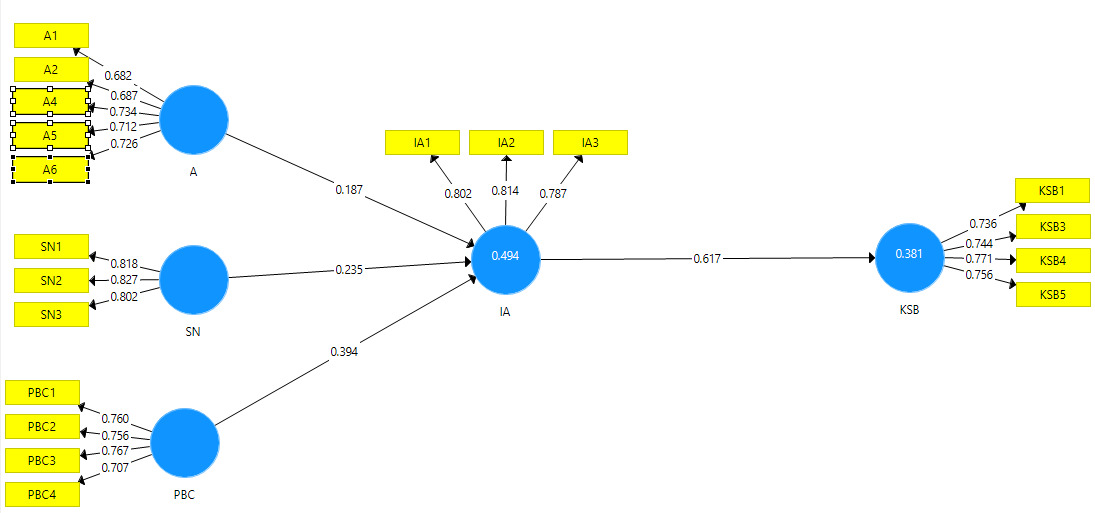 A1
A2
A4
A5
A6
0.682
0.687
0.734
0.712
0.726
A
SN1
SN2
SN3
0.818
0.827
0.802
SN
PBC1
PBC2
PBC3
PBC4
0.760
0.756
0.767
0.707
PBC
0.187
0.235
0.394
IA1
IA2
IA3
0.802
0.814
0.787
0.494
IA
0.617
0.381
KSB
0.736
0.744
0.771
0.756
KSB1
KSB3
KSB4
KSB5